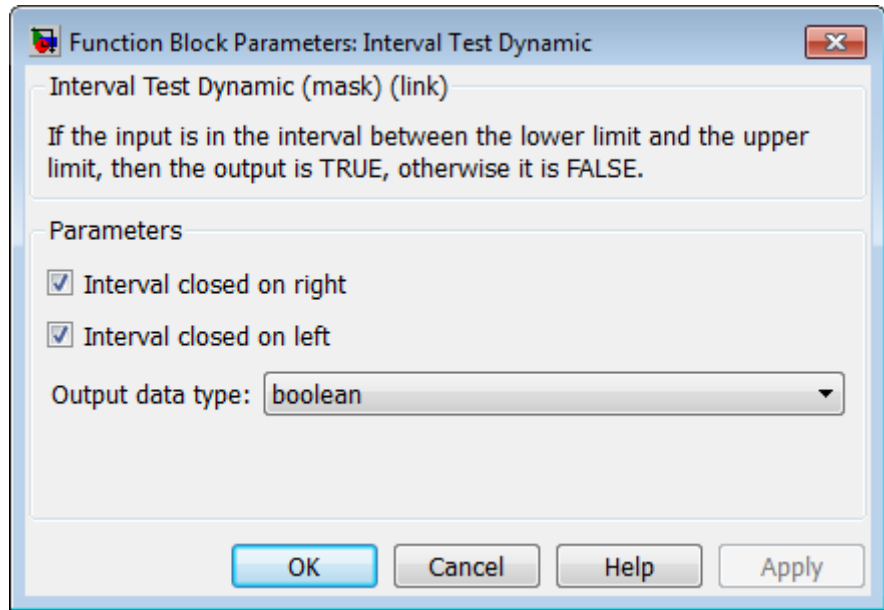 Function Block Parameters: Interval Test Dynamic
Interval Test Dynamic (mask) (link)
If the input is in the interval between the lower limit and the upper
limit, then the output is TRUE, otherwise it is FALSE.
Parameters
Interval closed on right
Interval closed on left
Output data type: boolean
OK Cancel Help Apply